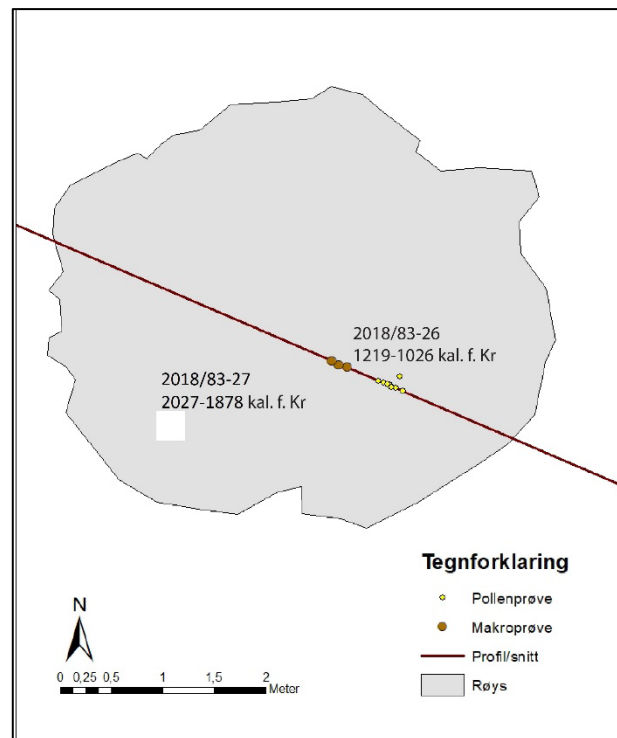 2018/83-26
1219-1026 kal. f. Kr
2018/83-27
2027-1878 kal. f. Kr
Tegnforklaring
Pollenprøve
Makroprøve
Profil/snitt
Røys
N
0 0,25 0,5 1 1,5 2
Meter